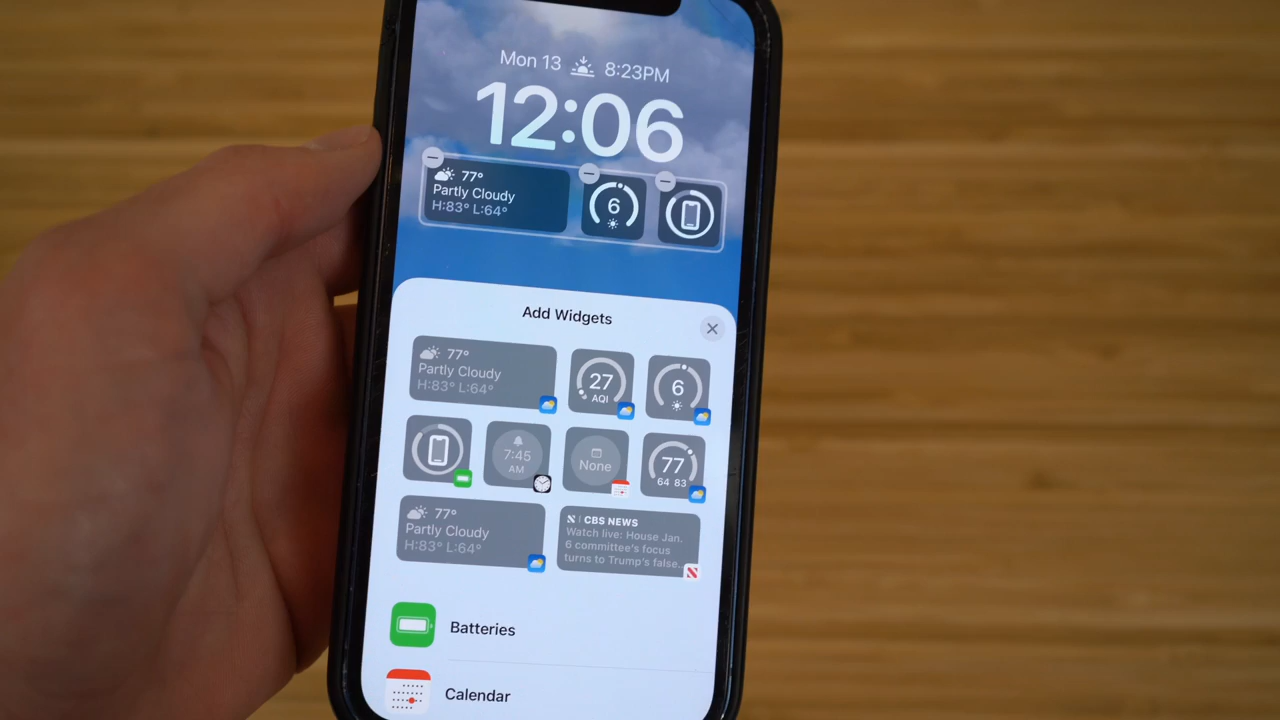 Mon 13 8:23PM
12:06
77°
Partly Cloudy
H:83° L:64°
6
Add Widgets
77°
Partly Cloudy
H:83° L:64°
27
AQI
6
7:45
AM
None
77
64 83
77°
Partly Cloudy
H:83° L:64°
CBS NEWS
Watch live: House Jan.
6 committee's focus
turns to Trump's false...
Batteries
Calendar